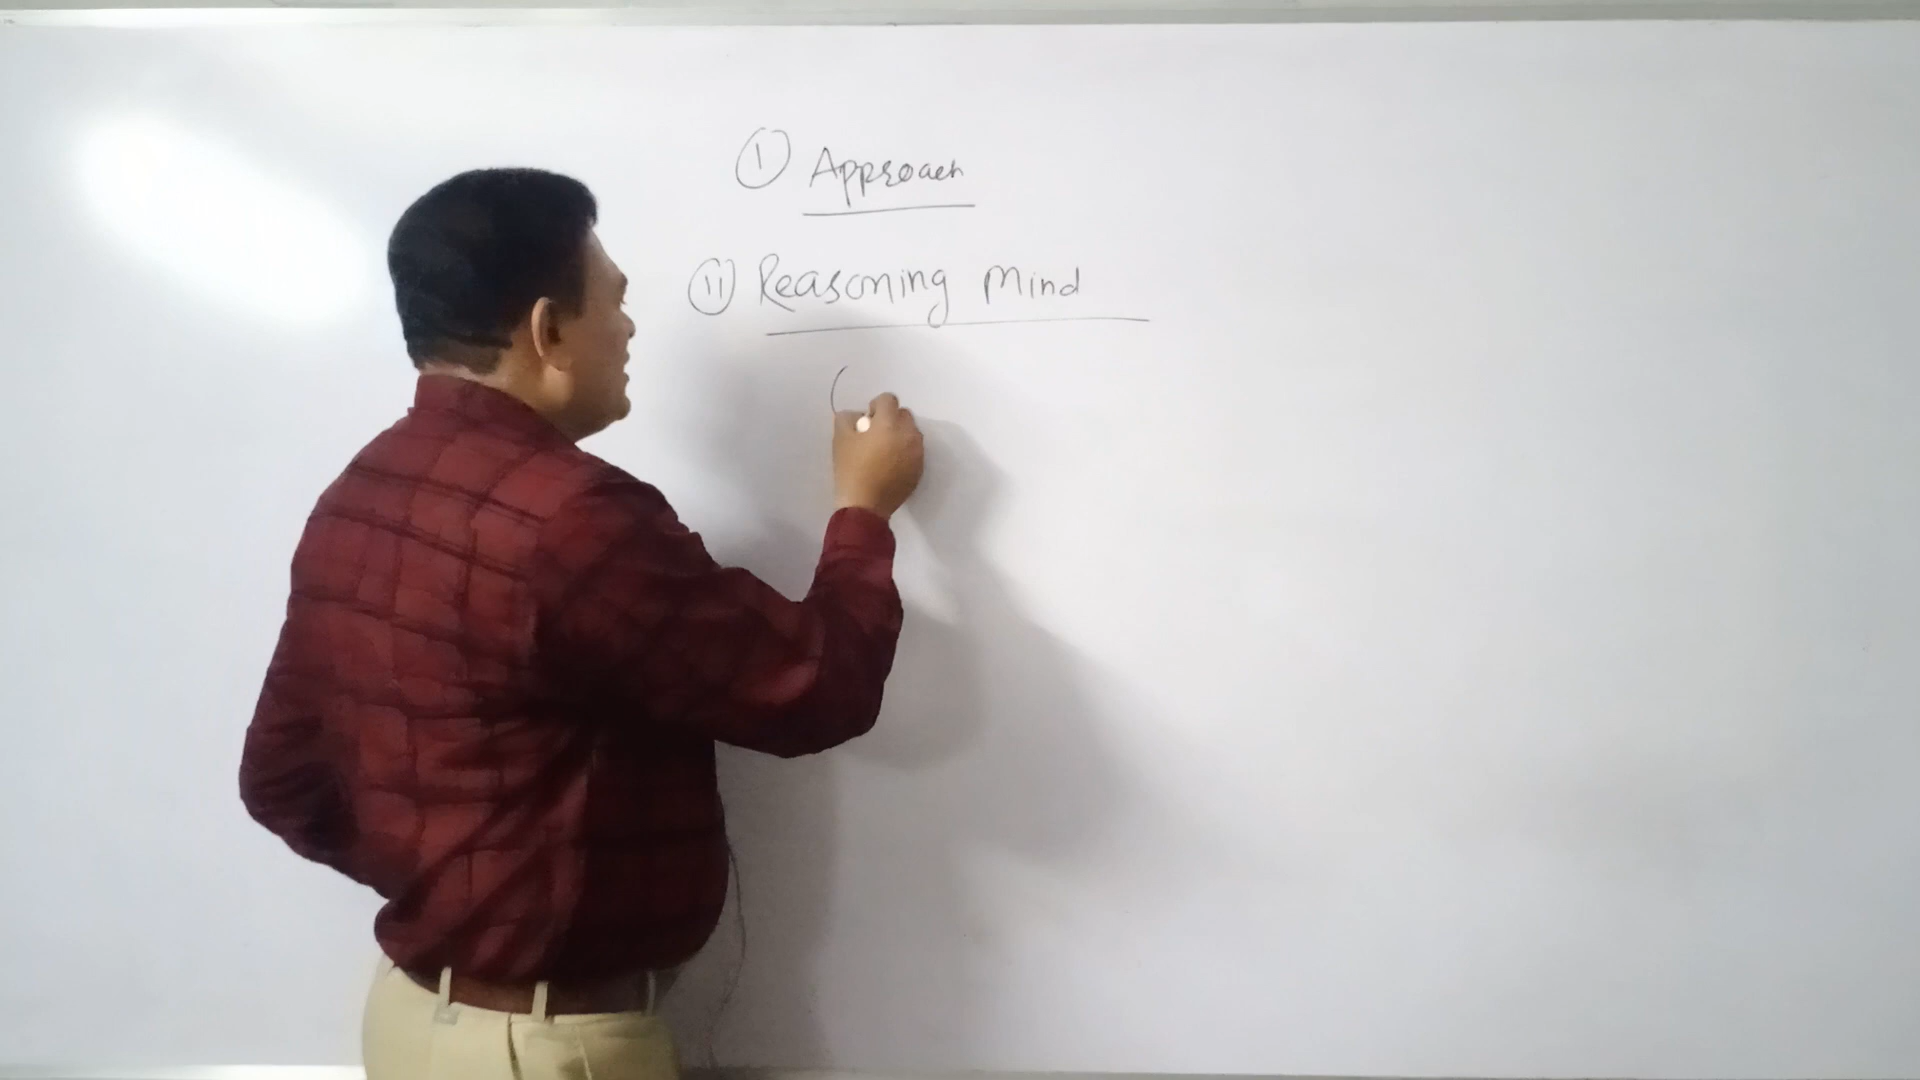 (I) Approach
(II) Reasoning Mind
(